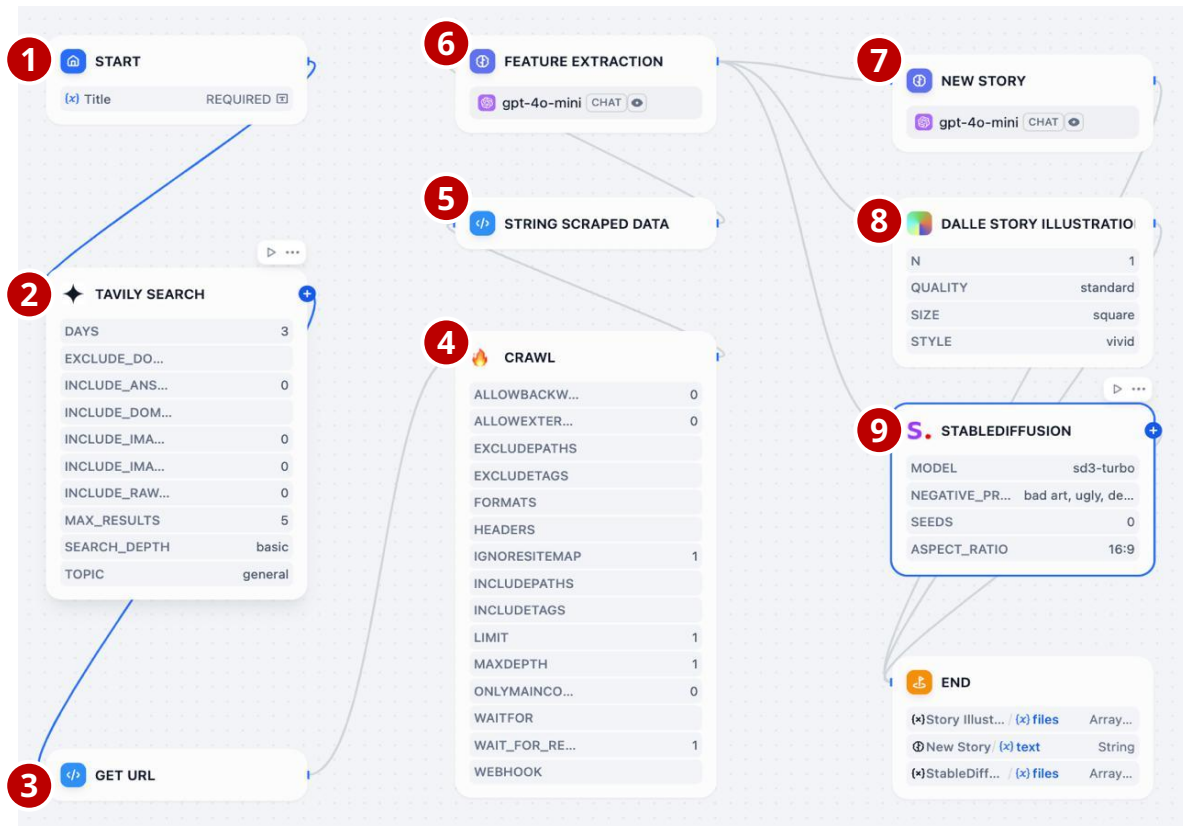 1
START
(x) Title REQUIRED
2
TAVILY SEARCH
DAYS 3
EXCLUDE_DO...
INCLUDE_ANS... 0
INCLUDE_DOM...
INCLUDE_IMA... 0
INCLUDE_IMA... 0
INCLUDE_RAW... 0
MAX_RESULTS 5
SEARCH_DEPTH basic
TOPIC general
3
GET URL
6
FEATURE EXTRACTION
gpt-4o-mini CHAT
5
STRING SCRAPED DATA
4
CRAWL
ALLOWBACKW... 0
ALLOWEXTER... 0
EXCLUDEPATHS
EXCLUDETAGS
FORMATS
HEADERS
IGNORESITEMAP 1
INCLUDEPATHS
INCLUDETAGS
LIMIT 1
MAXDEPTH 1
ONLYMAINCO... 0
WAITFOR
WAIT_FOR_RE... 1
WEBHOOK
7
NEW STORY
gpt-4o-mini CHAT
8
DALLE STORY ILLUSTRATIO
N 1
QUALITY standard
SIZE square
STYLE vivid
9
S. STABLEDIFFUSION
MODEL sd3-turbo
NEGATIVE_PR... bad art, ugly, de...
SEEDS 0
ASPECT_RATIO 16:9
END
(×) Story Illust... / (x) files Array...
New Story / (x) text String
(×) StableDiff... / (x) files Array...